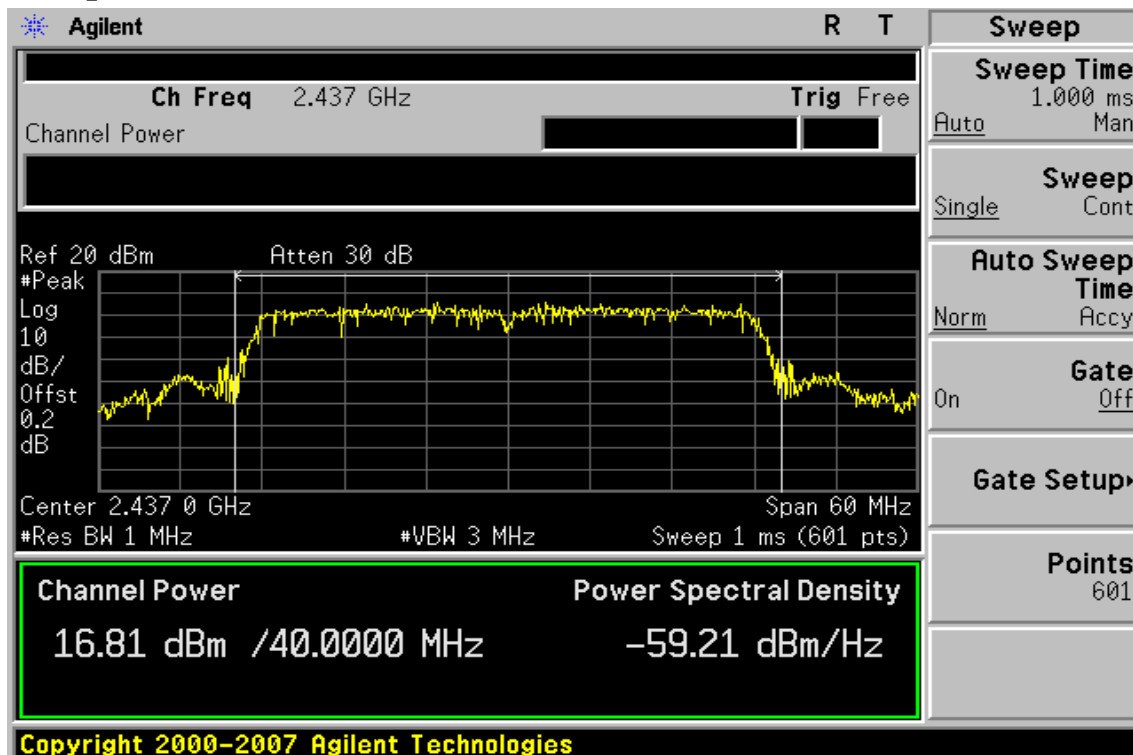 Agilent R T
Ch Freq 2.437 GHz Trig Free
Channel Power
Ref 20 dBm Atten 30 dB
#Peak
Log
10
dB/
Offst
0.2
dB
Center 2.437 0 GHz Span 60 MHz
#Res BW 1 MHz #VBW 3 MHz Sweep 1 ms (601 pts)
Channel Power Power Spectral Density
16.81 dBm /40.0000 MHz -59.21 dBm/Hz
Copyright 2000-2007 Agilent Technologies
Sweep
Sweep Time
1.000 ms
Auto Man
Sweep
Single Cont
Auto Sweep
Time
Norm Accy
Gate
On Off
Gate Setup
Points
601